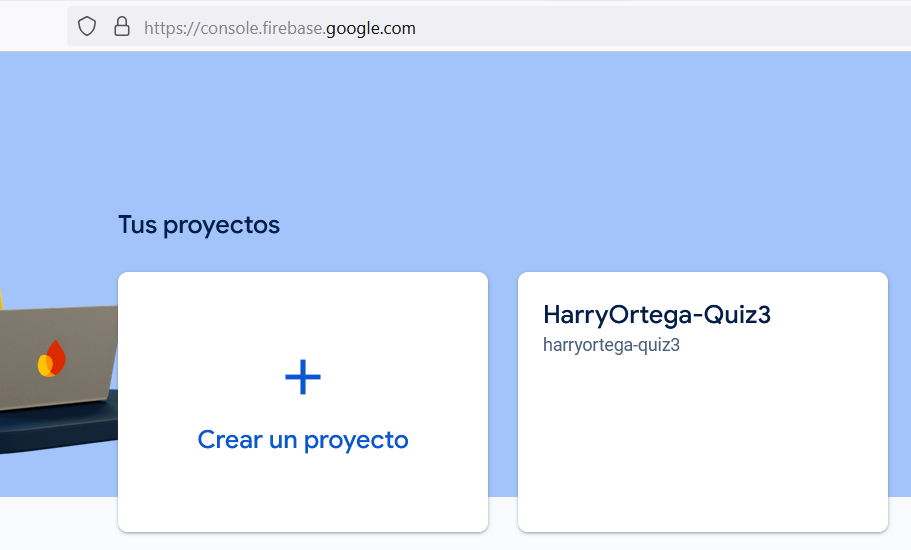 https://console.firebase.google.com
Tus proyectos
Crear un proyecto
HarryOrtega-Quiz3
harryortega-quiz3